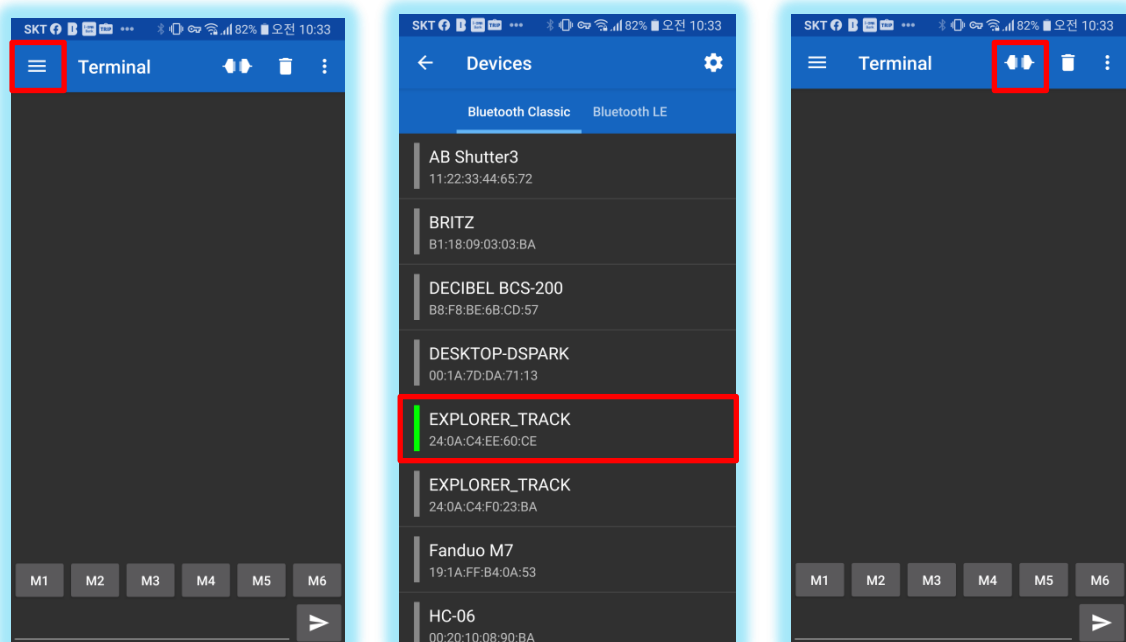 SKT 82% 오전 10:33
Terminal
M1 M2 M3 M4 M5 M6
SKT 82% 오전 10:33
Devices
Bluetooth Classic Bluetooth LE
AB Shutter3
11:22:33:44:65:72
BRITZ
B1:18:09:03:03:BA
DECIBEL BCS-200
B8:F8:BE:6B:CD:57
DESKTOP-DSPARK
00:1A:7D:DA:71:13
EXPLORER_TRACK
24:0A:C4:EE:60:CE
EXPLORER_TRACK
24:0A:C4:F0:23:BA
Fanduo M7
19:1A:FF:B4:0A:53
HC-06
00:20:10:08:90:BA
SKT 82% 오전 10:33
Terminal
M1 M2 M3 M4 M5 M6